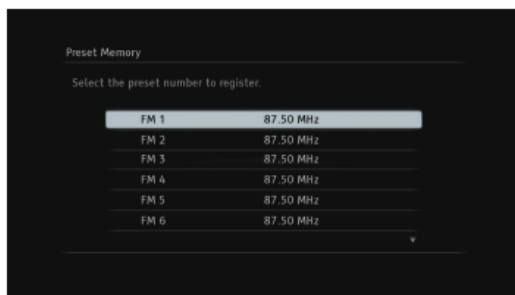 Preset Memory
Select the preset number to register.
FM 1 87.50 MHz
FM 2 87.50 MHz
FM 3 87.50 MHz
FM 4 87.50 MHz
FM 5 87.50 MHz
FM 6 87.50 MHz